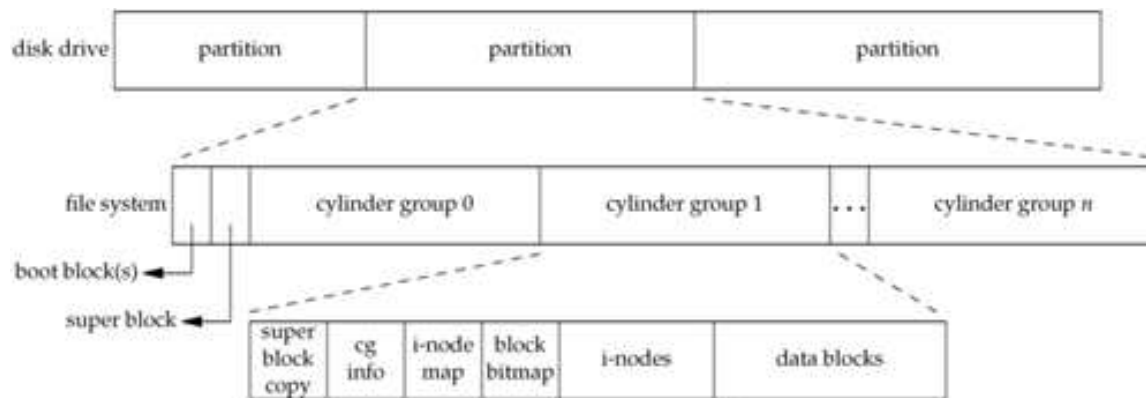 disk drive partition partition partition
file system cylinder group 0 cylinder group 1 ... cylinder group n
boot block(s)
super block
super block copy
cg info
i-node map
block bitmap
i-nodes
data blocks